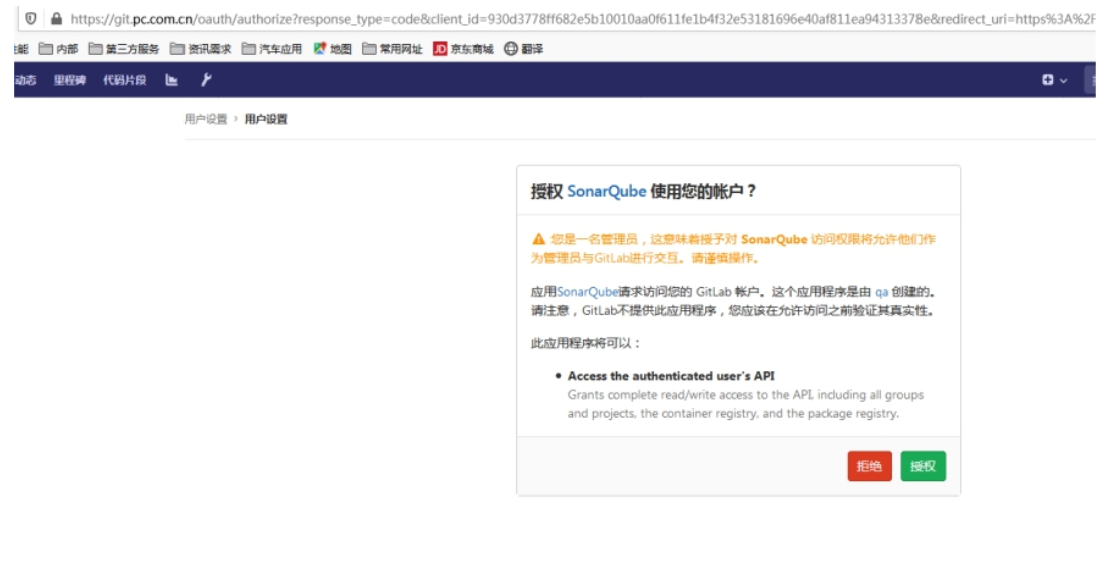 https://git.pc.com.cn/oauth/authorize?response_type=code&client_id=930d3778ff682e5b10010aa0f611fe1b4f32e53181696e40af811ea94313378e&redirect_uri=https%3A%2F
内部 第三方服务 资讯需求 汽车应用 地图 常用网址 JD 京东商城 翻译
动态 里程碑 代码片段
用户设置 › 用户设置
授权 SonarQube 使用您的帐户？
您是一名管理员，这意味着授予对 SonarQube 访问权限将允许他们作
为管理员与GitLab进行交互。请谨慎操作。
应用SonarQube请求访问您的 GitLab 帐户。这个应用程序是由 qa 创建的。
请注意，GitLab不提供此应用程序，您应该在允许访问之前验证其真实性。
此应用程序将可以：
• Access the authenticated user's API
Grants complete read/write access to the API, including all groups
and projects, the container registry, and the package registry.
拒绝 授权